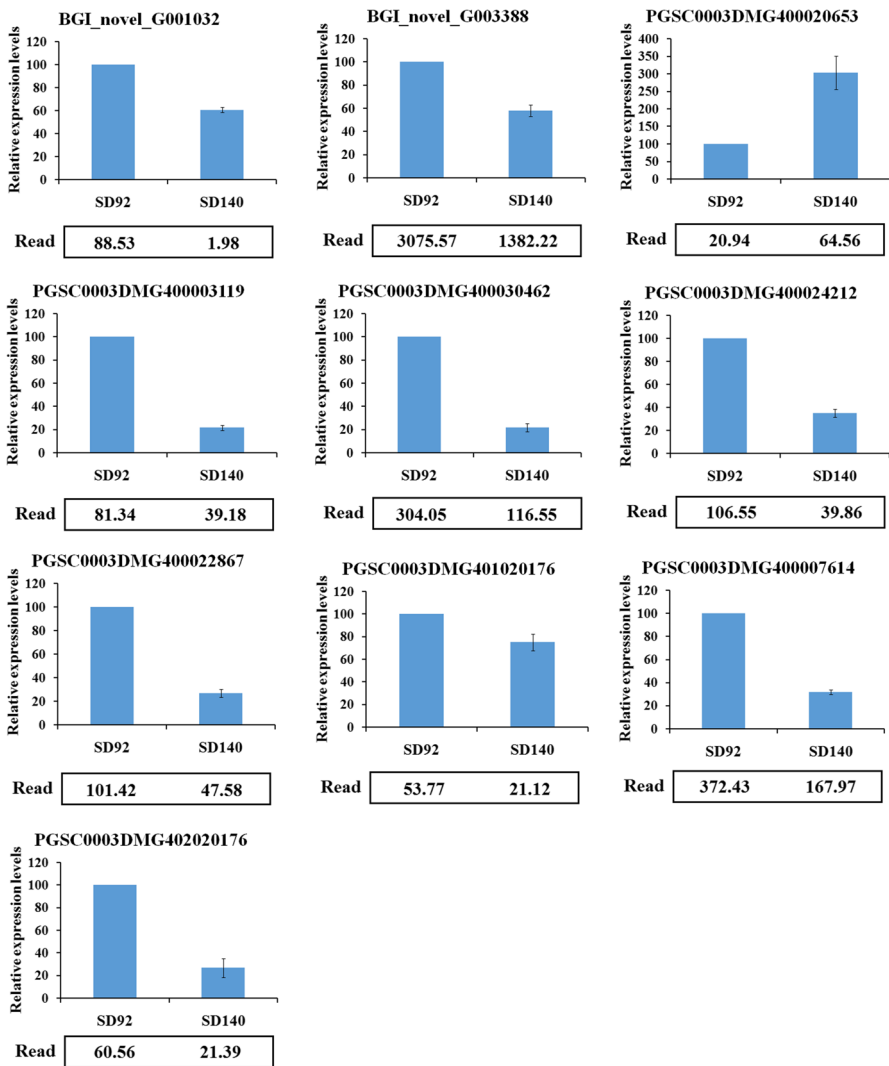 BGI_novel_G001032
Relative expression levels
120
100
80
60
40
20
0
SD92 SD140
Read 88.53 1.98
BGI_novel_G003388
Relative expression levels
120
100
80
60
40
20
0
SD92 SD140
Read 3075.57 1382.22
PGSC0003DMG400020653
Relative expression levels
400
350
300
250
200
150
100
50
0
SD92 SD140
Read 20.94 64.56
PGSC0003DMG400003119
Relative expression levels
120
100
80
60
40
20
0
SD92 SD140
Read 81.34 39.18
PGSC0003DMG400030462
Relative expression levels
120
100
80
60
40
20
0
SD92 SD140
Read 304.05 116.55
PGSC0003DMG400024212
Relative expression levels
120
100
80
60
40
20
0
SD92 SD140
Read 106.55 39.86
PGSC0003DMG400022867
Relative expression levels
120
100
80
60
40
20
0
SD92 SD140
Read 101.42 47.58
PGSC0003DMG401020176
Relative expression levels
120
100
80
60
40
20
0
SD92 SD140
Read 53.77 21.12
PGSC0003DMG400007614
Relative expression levels
120
100
80
60
40
20
0
SD92 SD140
Read 372.43 167.97
PGSC0003DMG402020176
Relative expression levels
120
100
80
60
40
20
0
SD92 SD140
Read 60.56 21.39